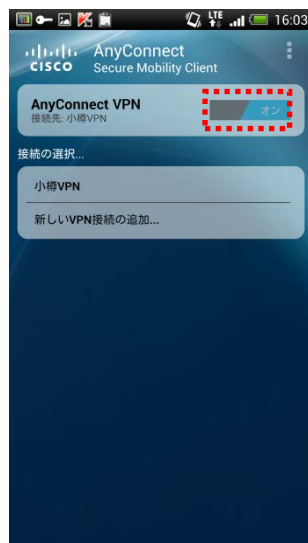 LTE 16:03
CISCO
AnyConnect
Secure Mobility Client
AnyConnect VPN
接続先: 小樽VPN
オン
接続の選択...
小樽VPN
新しいVPN接続の追加...